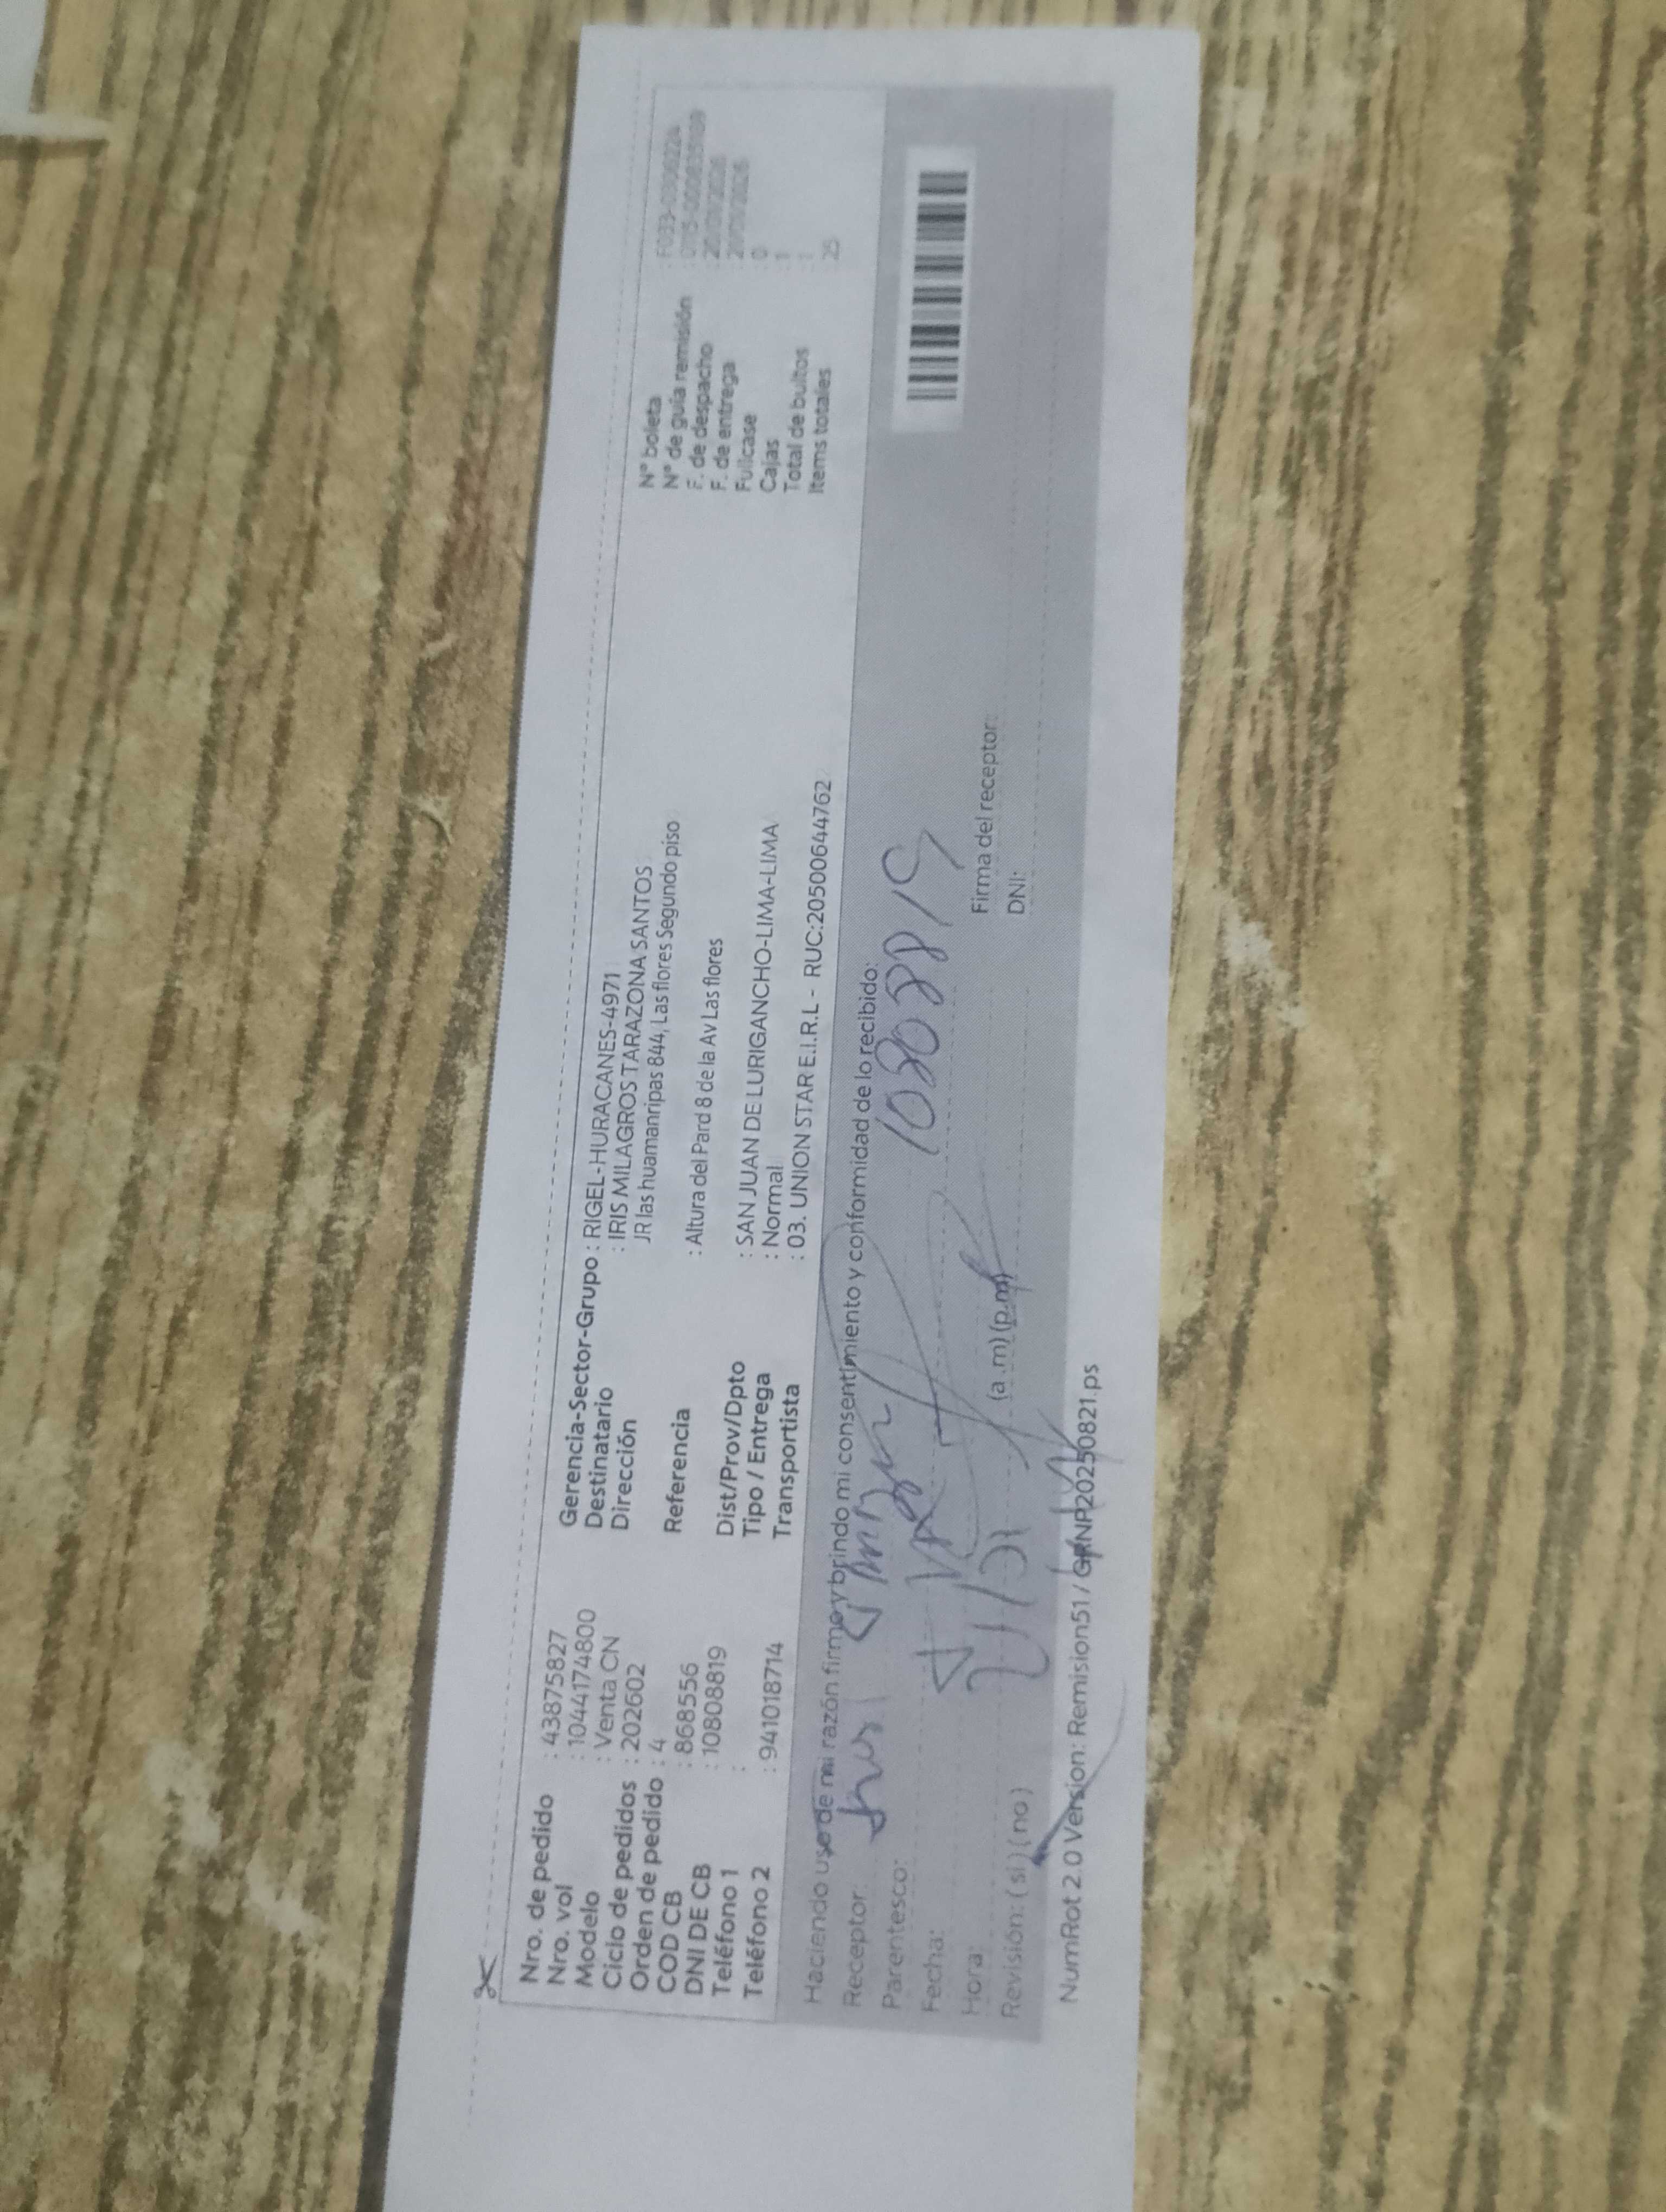 Nro. de pedido : 43875827
Nro. vol : 1044174800
Modelo : Venta CN
Ciclo de pedidos : 202602
Orden de pedido : 4
COD CB : 868556
DNI DE CB : 10808819
Teléfono 1 :
Teléfono 2 : 941018714
Gerencia-Sector-Grupo : RIGEL-HURACANES-4971
Destinatario : IRIS MILAGROS TARAZONA SANTOS
Dirección JR las huamanripas 844, Las flores Segundo piso
Referencia : Altura del Pard 8 de la Av Las flores
Dist/Prov/Dpto : SAN JUAN DE LURIGANCHO-LIMA-LIMA
Tipo / Entrega : Normal
Transportista : 03. UNION STAR E.I.R.L - RUC:20500644762
N° boleta
N° de guía remisión
F. de despacho
F. de entrega
Fullcase : 0
Cajas : 1
Total de bultos : 1
Items totales : 25
Haciendo uso de mi razón firmo y brindo mi consentimiento y conformidad de lo recibido:
Receptor: 10808819
Parentesco:
Fecha:
Hora: (a.m) (p.m)
Revisión: ( si ) ( no )
Firma del receptor:
DNI:
NumRot 2.0 Version: Remision51 / GRNP20250821.ps